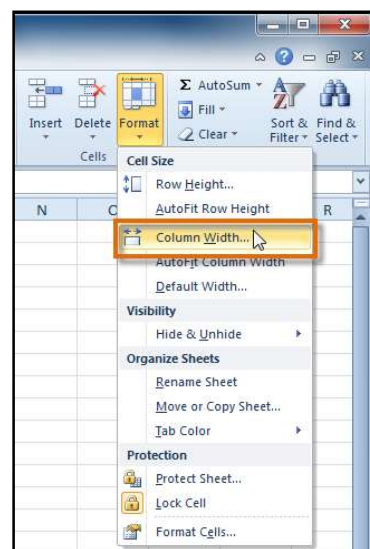 Insert Delete Format
Cells
Σ AutoSum
Fill
Clear
Sort & Filter
Find & Select
N O R
Cell Size
Row Height...
AutoFit Row Height
Column Width...
AutoFit Column Width
Default Width...
Visibility
Hide & Unhide
Organize Sheets
Rename Sheet
Move or Copy Sheet...
Tab Color
Protection
Protect Sheet...
Lock Cell
Format Cells...